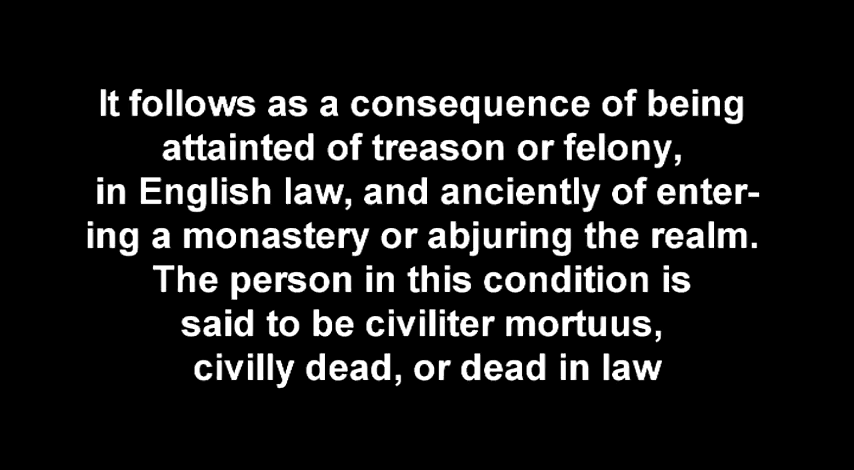 It follows as a consequence of being
attainted of treason or felony,
in English law, and anciently of enter-
ing a monastery or abjuring the realm.
The person in this condition is
said to be civiliter mortuus,
civilly dead, or dead in law